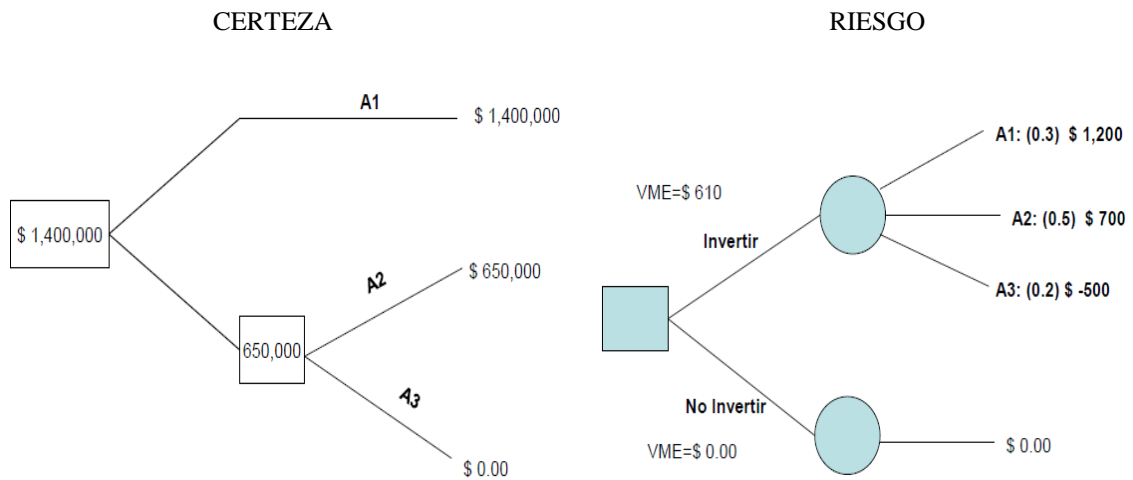 CERTEZA
A1
$ 1,400,000
$ 1,400,000
A2
$ 650,000
650,000
A3
$ 0.00
RIESGO
A1: (0.3) $ 1,200
VME=$ 610
A2: (0.5) $ 700
Invertir
A3: (0.2) $ -500
No Invertir
VME=$ 0.00
$ 0.00